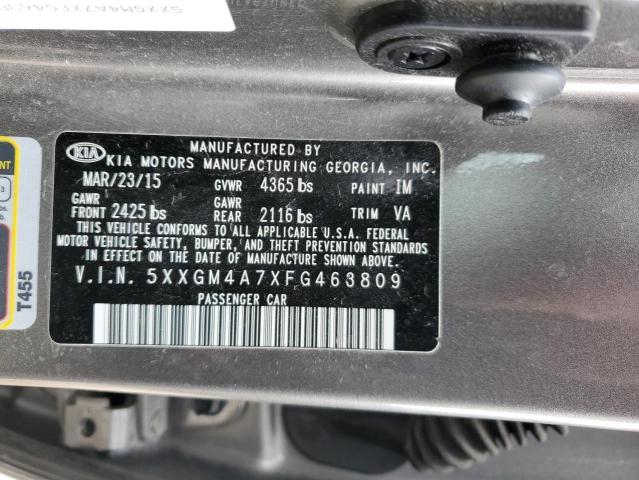 5XXGM4A7XFG463
MANUFACTURED BY
KIA KIA MOTORS MANUFACTURING GEORGIA, INC.
MAR/23/15 GVWR 4365 lbs PAINT IM
GAWR FRONT 2425 lbs GAWR REAR 2116 lbs TRIM VA
THIS VEHICLE CONFORMS TO ALL APPLICABLE U.S.A. FEDERAL
MOTOR VEHICLE SAFETY, BUMPER, AND THEFT PREVENTION STANDARDS
IN EFFECT ON THE DATE OF MANUFACTURE SHOWN ABOVE.
V.I.N. 5XXGM4A7XFG463809
PASSENGER CAR
T455